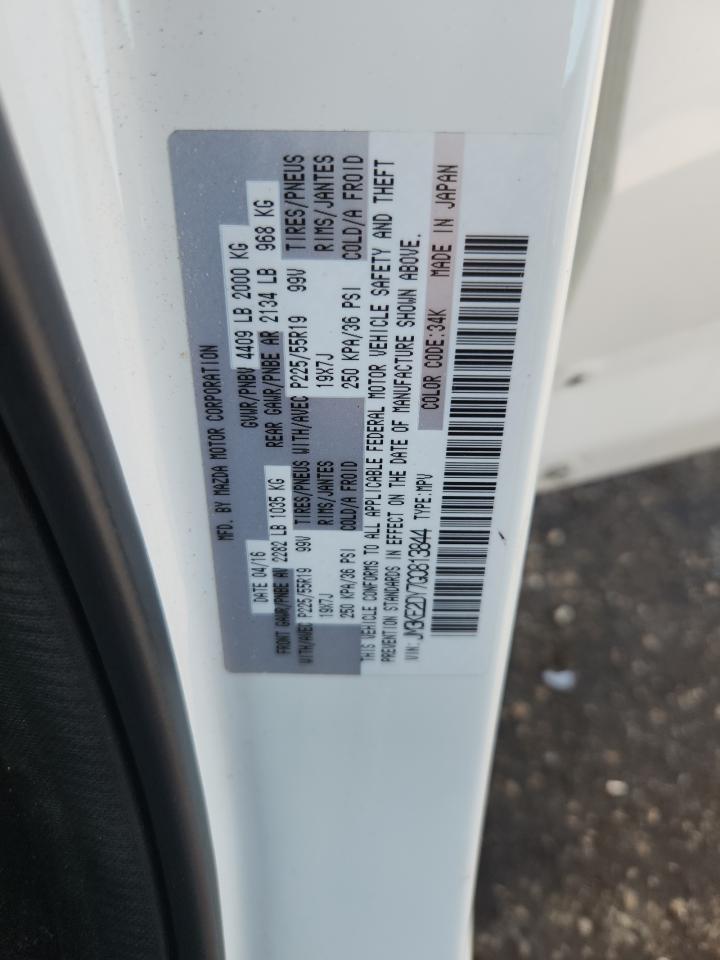 MFD. BY MAZDA MOTOR CORPORATION
DATE 04/16 GVWR/PNBV 4409 LB 2000 KG
FRONT GAWR/PNBE AV 2282 LB 1035 KG REAR GAWR/PNBE AR 2134 LB 968 KG
WITH/AVEC P225/55R19 99V TIRES/PNEUS WITH/AVEC P225/55R19 99V TIRES/PNEUS
19X7J RIMS/JANTES 19X7J RIMS/JANTES
250 KPA/36 PSI COLD/A FROID 250 KPA/36 PSI COLD/A FROID
THIS VEHICLE CONFORMS TO ALL APPLICABLE FEDERAL MOTOR VEHICLE SAFETY AND THEFT
PREVENTION STANDARDS IN EFFECT ON THE DATE OF MANUFACTURE SHOWN ABOVE.
VIN: JM3KE2DY7G0813844 TYPE:MPV COLOR CODE:34K MADE IN JAPAN